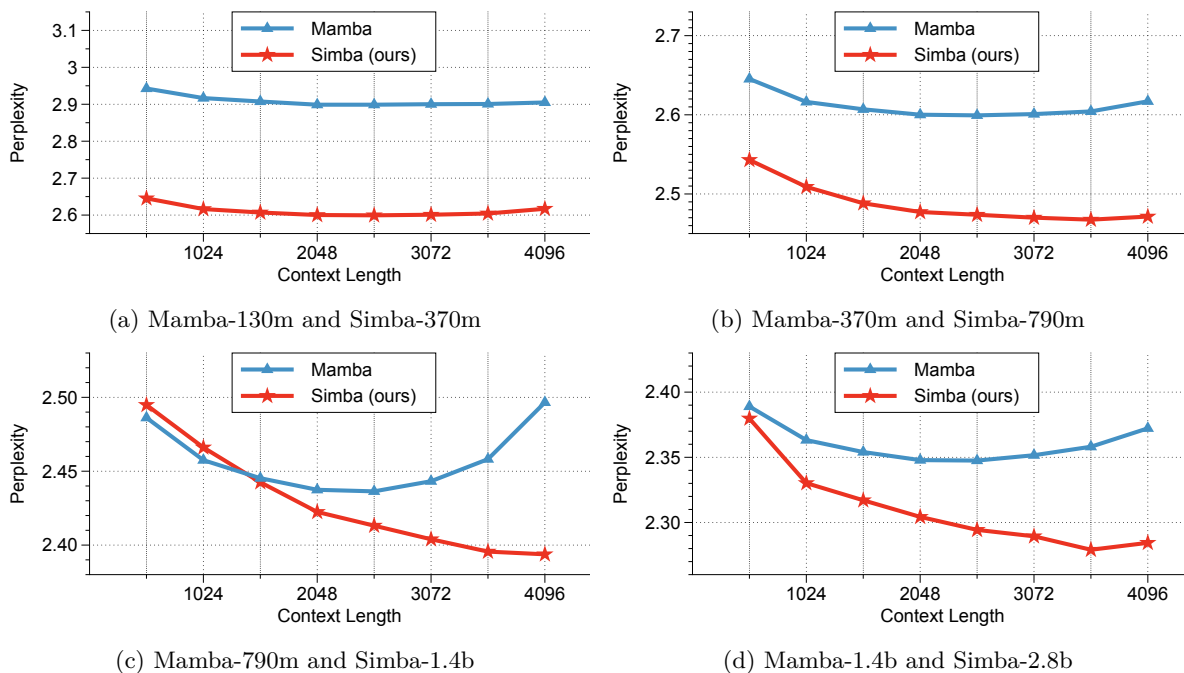 Mamba
Simba (ours)
3.1
3
2.9
2.8
2.7
2.6
Perplexity
1024
2048
3072
4096
Context Length
(a) Mamba-130m and Simba-370m
Mamba
Simba (ours)
2.7
2.6
2.5
Perplexity
1024
2048
3072
4096
Context Length
(b) Mamba-370m and Simba-790m
Mamba
Simba (ours)
2.50
2.45
2.40
Perplexity
1024
2048
3072
4096
Context Length
(c) Mamba-790m and Simba-1.4b
Mamba
Simba (ours)
2.40
2.35
2.30
Perplexity
1024
2048
3072
4096
Context Length
(d) Mamba-1.4b and Simba-2.8b